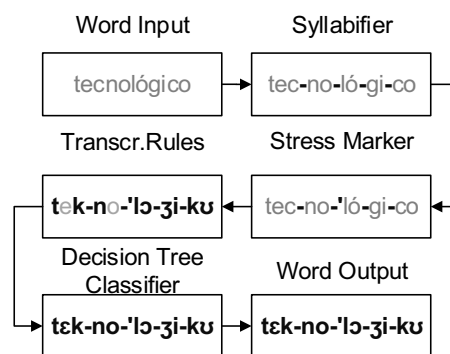 Word Input
Syllabifier
tecnológico
tec-no-ló-gi-co
Transcr.Rules
Stress Marker
tek-no-'lɔ-ʒi-kʊ
tec-no-'ló-gi-co
Decision Tree
Classifier
Word Output
tɛk-no-'lɔ-ʒi-kʊ
tɛk-no-'lɔ-ʒi-kʊ